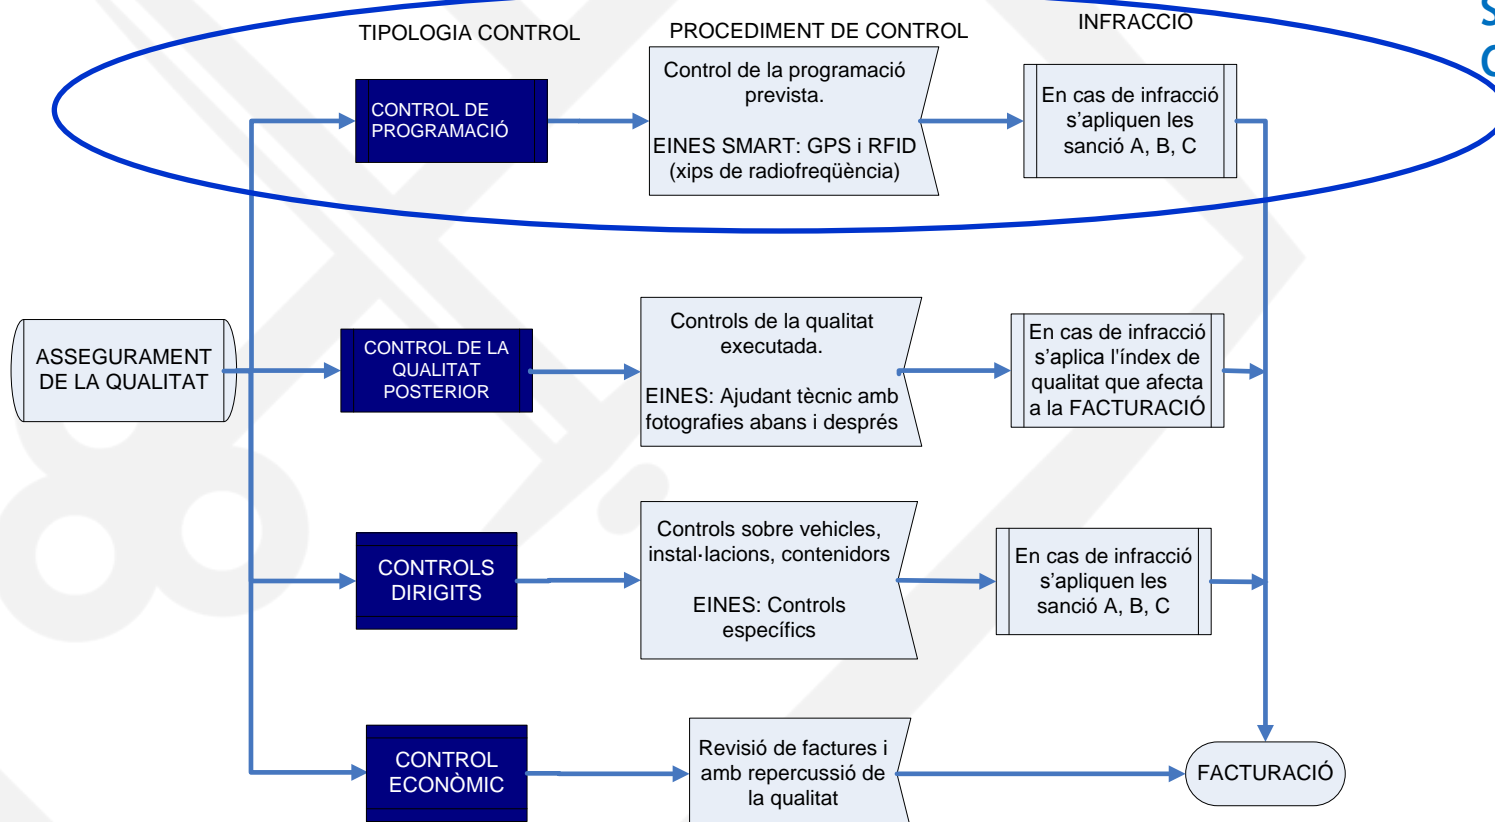 TIPOLOGIA CONTROL
PROCEDIMENT DE CONTROL
INFRACCIÓ
CONTROL DE
PROGRAMACIÓ
Control de la programació
prevista.
EINES SMART: GPS i RFID
(xips de radiofreqüència)
En cas de infracció
s’apliquen les
sanció A, B, C
ASSEGURAMENT
DE LA QUALITAT
CONTROL DE LA
QUALITAT
POSTERIOR
Controls de la qualitat
executada.
EINES: Ajudant tècnic amb
fotografies abans i després
En cas de infracció
s’aplica l'índex de
qualitat que afecta
a la FACTURACIÓ
CONTROLS
DIRIGITS
Controls sobre vehicles,
instal·lacions, contenidors
EINES: Controls
específics
En cas de infracció
s’apliquen les
sanció A, B, C
CONTROL
ECONÒMIC
Revisió de factures i
amb repercussió de
la qualitat
FACTURACIÓ